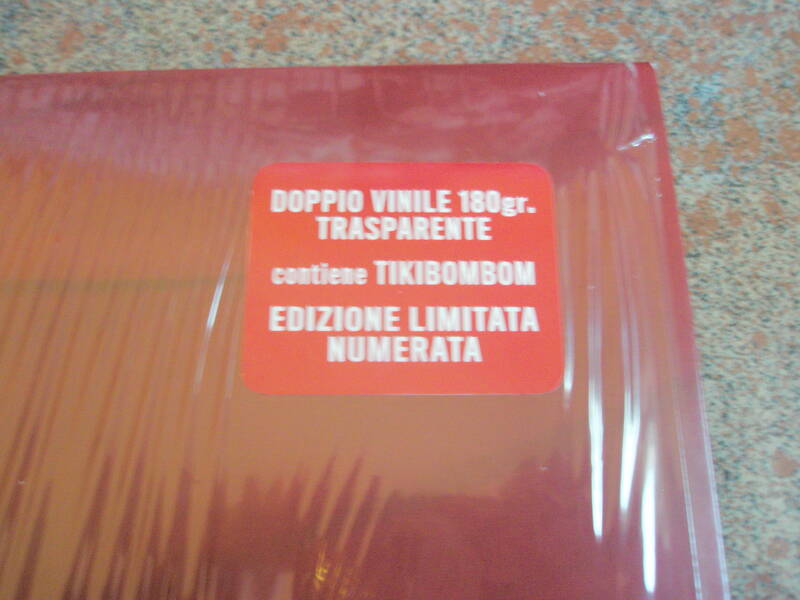 DOPPIO VINILE 180gr.
TRASPARENTE
contiene TIKIBOMBOM
EDIZIONE LIMITATA
NUMERATA